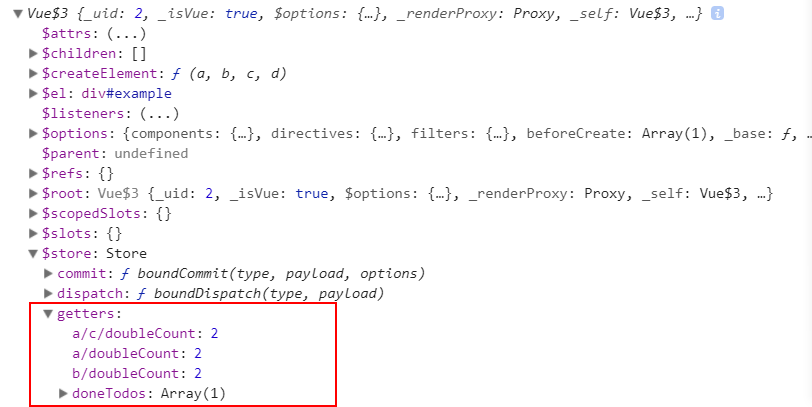 Vue$3 {_uid: 2, _isVue: true, $options: {…}, _renderProxy: Proxy, _self: Vue$3, …} i
$attrs: (...)
$children: []
$createElement: ƒ (a, b, c, d)
$el: div#example
$listeners: (...)
$options: {components: {…}, directives: {…}, filters: {…}, beforeCreate: Array(1), _base: ƒ, …
$parent: undefined
$refs: {}
$root: Vue$3 {_uid: 2, _isVue: true, $options: {…}, _renderProxy: Proxy, _self: Vue$3, …}
$scopedSlots: {}
$slots: {}
$store: Store
commit: ƒ boundCommit(type, payload, options)
dispatch: ƒ boundDispatch(type, payload)
getters:
a/c/doubleCount: 2
a/doubleCount: 2
b/doubleCount: 2
doneTodos: Array(1)